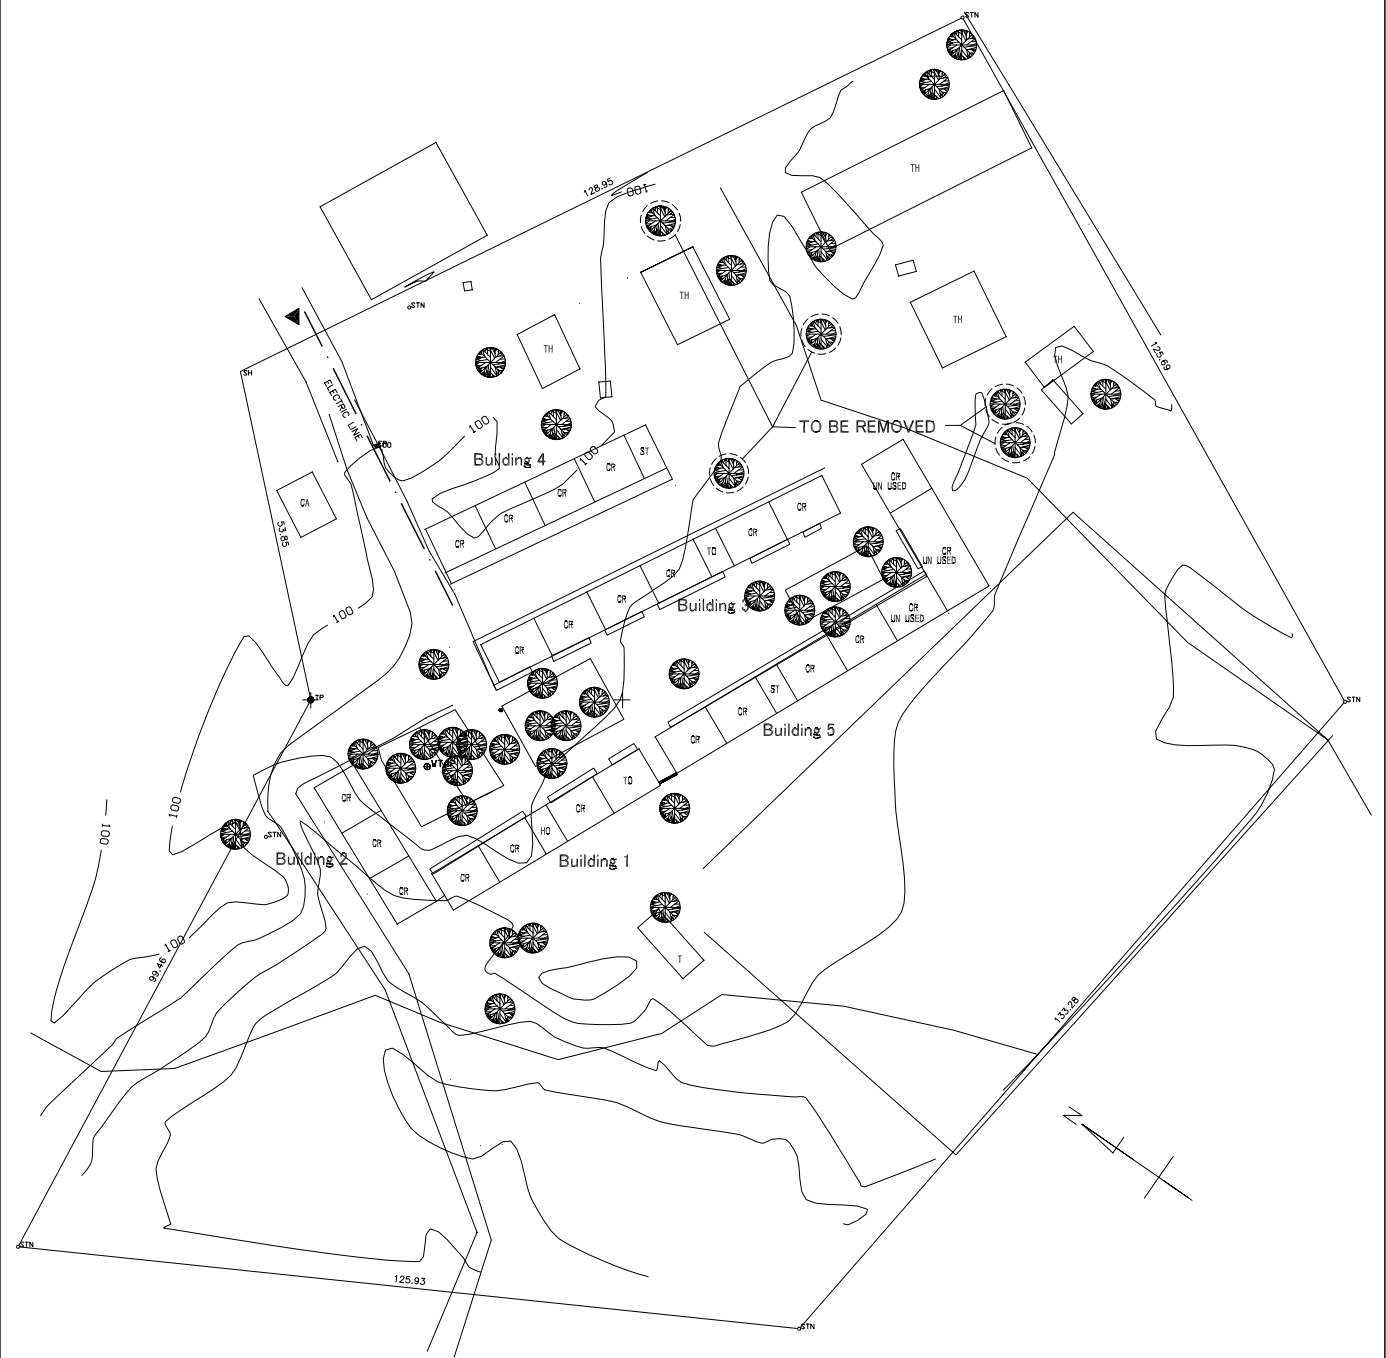 STN
TH
128.95
100
STN
TH
TH
SH
TH
125.69
TH
ELECTRIC LINE
100
TO BE REMOVED
Building 4
100
CR
ST
CR
CR
CR
CR
UN USED
CA
53.85
CR
CR
TO
CR
CR
CR
CR
CR
UN USED
Building 3
100
CR
UN USED
CR
CR
ST
CR
CR
Building 5
TP
STN
CR
TO
CR
HO
CR
CR
100
100
CR
CR
STN
Building 2
Building 1
100
99.46
T
133.28
N
STN
125.93
STN